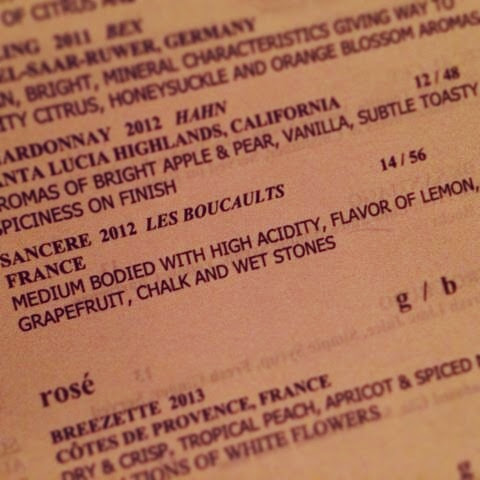 OF CITRUS AND
LING 2011 BEX
EL-SAAR-RUWER, GERMANY
N, BRIGHT, MINERAL CHARACTERISTICS GIVING WAY TO
ITY CITRUS, HONEYSUCKLE AND ORANGE BLOSSOM AROMAS
ARDONNAY 2012 HAHN 12 / 48
ANTA LUCIA HIGHLANDS, CALIFORNIA
ROMAS OF BRIGHT APPLE & PEAR, VANILLA, SUBTLE TOASTY
SPICINESS ON FINISH
SANCERE 2012 LES BOUCAULTS 14 / 56
FRANCE
MEDIUM BODIED WITH HIGH ACIDITY, FLAVOR OF LEMON,
GRAPEFRUIT, CHALK AND WET STONES
g / b
rosé
BREEZETTE 2013
CÔTES DE PROVENCE, FRANCE
DRY & CRISP, TROPICAL PEACH, APRICOT & SPICED
ATIONS OF WHITE FLOWERS
g